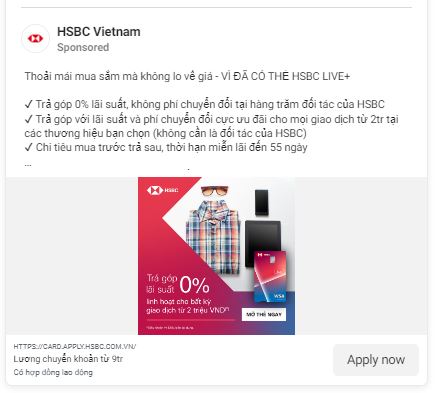 HSBC Vietnam
Sponsored
Thoải mái mua sắm mà không lo về giá - VÌ ĐÃ CÓ THẺ HSBC LIVE+
✓ Trả góp 0% lãi suất, không phí chuyển đổi tại hàng trăm đối tác của HSBC
✓ Trả góp với lãi suất và phí chuyển đổi cực ưu đãi cho mọi giao dịch từ 2tr tại
các thương hiệu bạn chọn (không cần là đối tác của HSBC)
✓ Chi tiêu mua trước trả sau, thời hạn miễn lãi đến 55 ngày
...
HSBC
Trả góp
lãi suất 0%
linh hoạt cho bất kỳ
giao dịch từ 2 triệu VND(*)
VISA
MỞ THẺ NGAY
HTTPS://CARD.APPLY.HSBC.COM.VN/
Lương chuyển khoản từ 9tr
Có hợp đồng lao động
Apply now